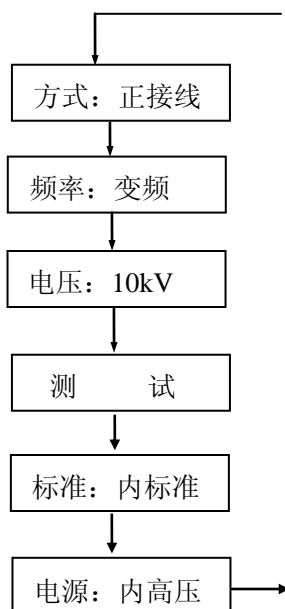 方式：正接线
频率：变频
电压：10kV
测 试
标准：内标准
电源：内高压